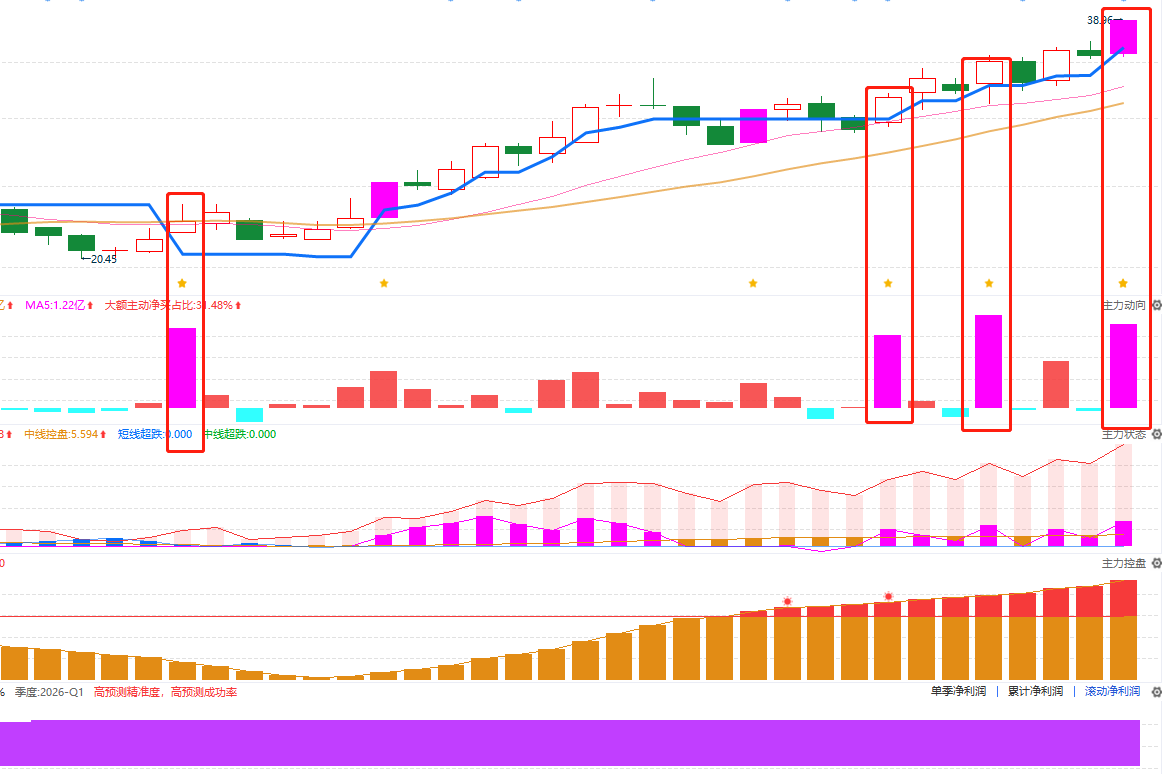 38.96→
←20.45
亿 MA5:1.22亿 大额主动净买占比:31.48% 主力动向
3 中线控盘:5.594 短线超跌:0.000 中线超跌:0.000 主力状态
0 主力控盘
% 季度:2026-Q1 高预测精准度，高预测成功率 单季净利润 | 累计净利润 | 滚动净利润